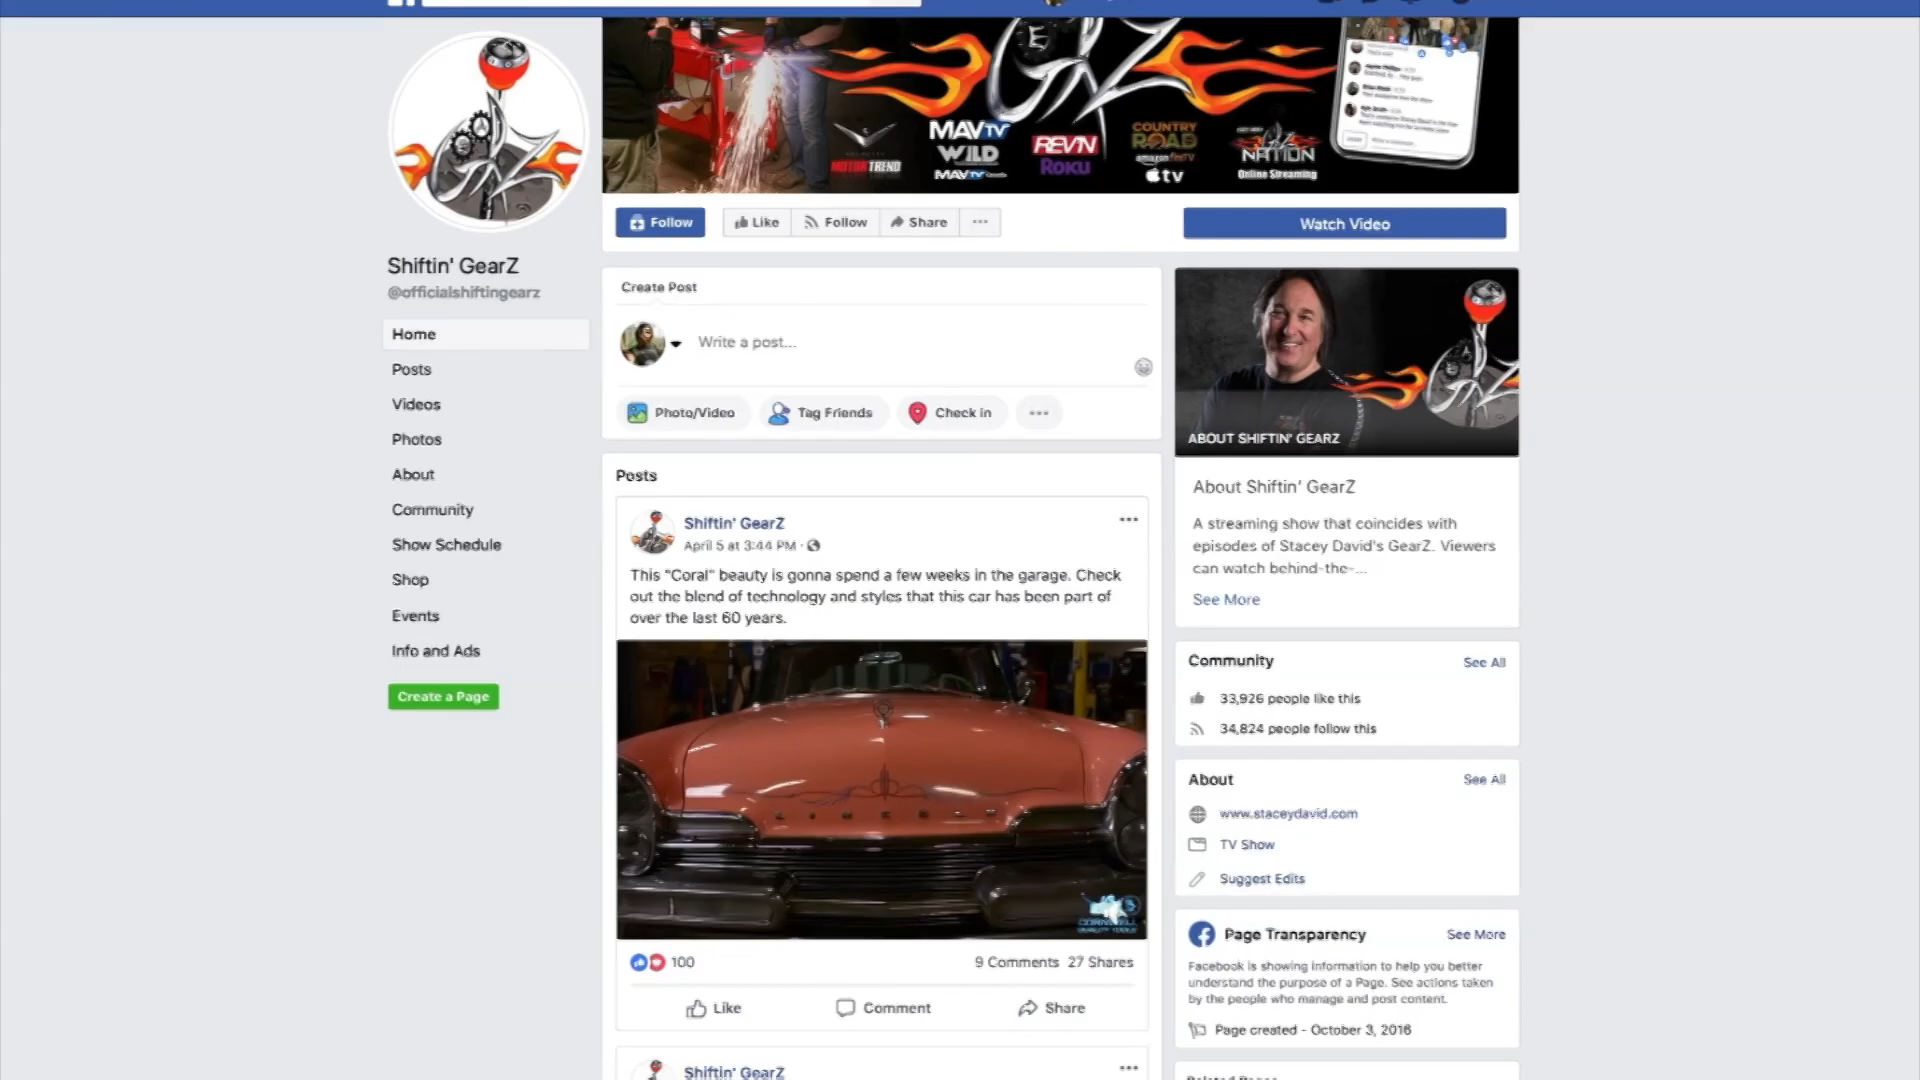 GZ
MOTORTREND
MAVTV
WILD
MAVTV
REVN
ROKU
COUNTRY
ROAD
amazon fireTV
tv
NATION
Online Streaming
Follow
Like
Follow
Share
Watch Video
Shiftin' GearZ
@officialshiftingearz
Home
Posts
Videos
Photos
About
Community
Show Schedule
Shop
Events
Info and Ads
Create a Page
Create Post
Write a post...
Photo/Video
Tag Friends
Check in
Posts
Shiftin' GearZ
April 5 at 3:44 PM ·
This "Coral" beauty is gonna spend a few weeks in the garage. Check
out the blend of technology and styles that this car has been part of
over the last 60 years.
LINCOLN
CORNWELL
QUALITY TOOLS
100
9 Comments 27 Shares
Like
Comment
Share
Shiftin' GearZ
ABOUT SHIFTIN' GEARZ
About Shiftin' GearZ
A streaming show that coincides with
episodes of Stacey David's GearZ. Viewers
can watch behind-the-...
See More
Community
See All
33,926 people like this
34,824 people follow this
About
See All
www.staceydavid.com
TV Show
Suggest Edits
Page Transparency
See More
Facebook is showing information to help you better
understand the purpose of a Page. See actions taken
by the people who manage and post content.
Page created - October 3, 2016